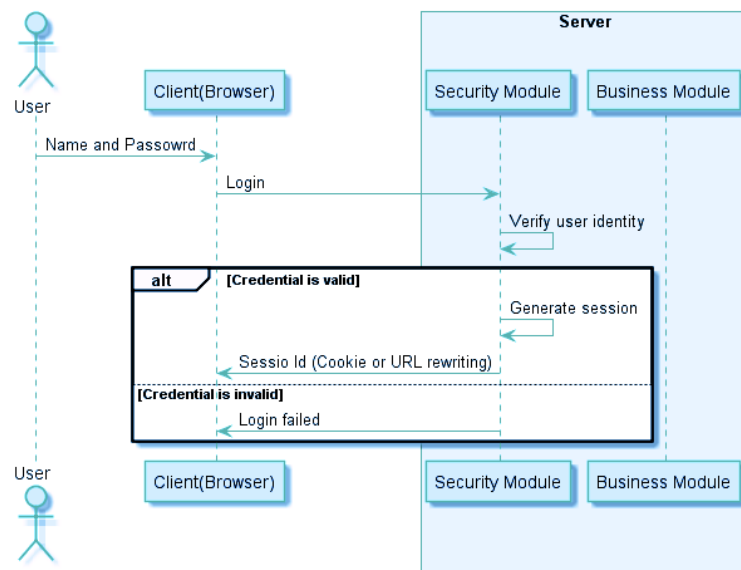 Server
User
Client(Browser)
Security Module
Business Module
Name and Passowrd
Login
Verify user identity
alt
[Credential is valid]
Generate session
Sessio Id (Cookie or URL rewriting)
[Credential is invalid]
Login failed
User
Client(Browser)
Security Module
Business Module